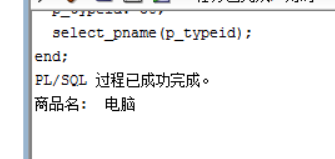 select_pname(p_typeid);
end;
PL/SQL 过程已成功完成。
商品名: 电脑